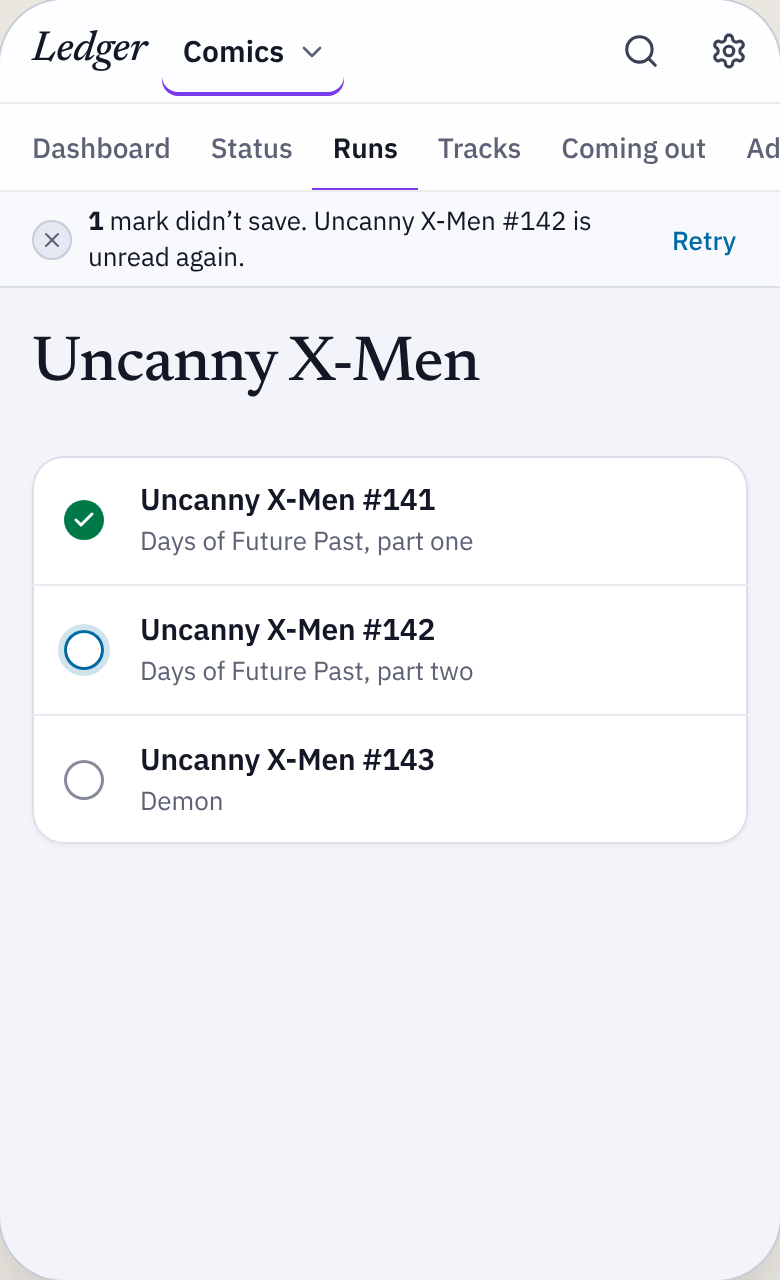 Ledger Comics
Dashboard Status Runs Tracks Coming out Ad
1 mark didn’t save. Uncanny X-Men #142 is
unread again.
Retry
Uncanny X-Men
Uncanny X-Men #141
Days of Future Past, part one
Uncanny X-Men #142
Days of Future Past, part two
Uncanny X-Men #143
Demon